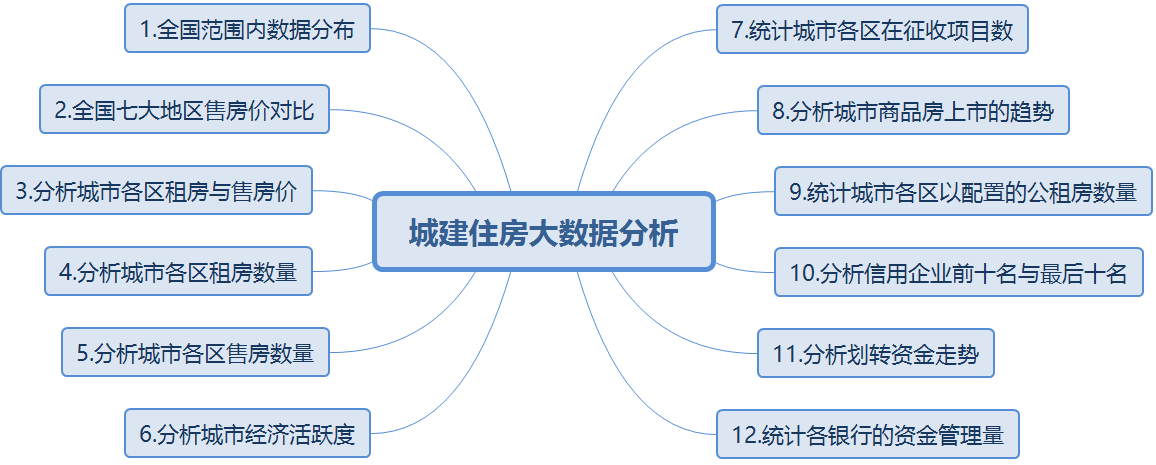 1.全国范围内数据分布
2.全国七大地区售房价对比
3.分析城市各区租房与售房价
4.分析城市各区租房数量
5.分析城市各区售房数量
6.分析城市经济活跃度
城建住房大数据分析
7.统计城市各区在征收项目数
8.分析城市商品房上市的趋势
9.统计城市各区以配置的公租房数量
10.分析信用企业前十名与最后十名
11.分析划转资金走势
12.统计各银行的资金管理量